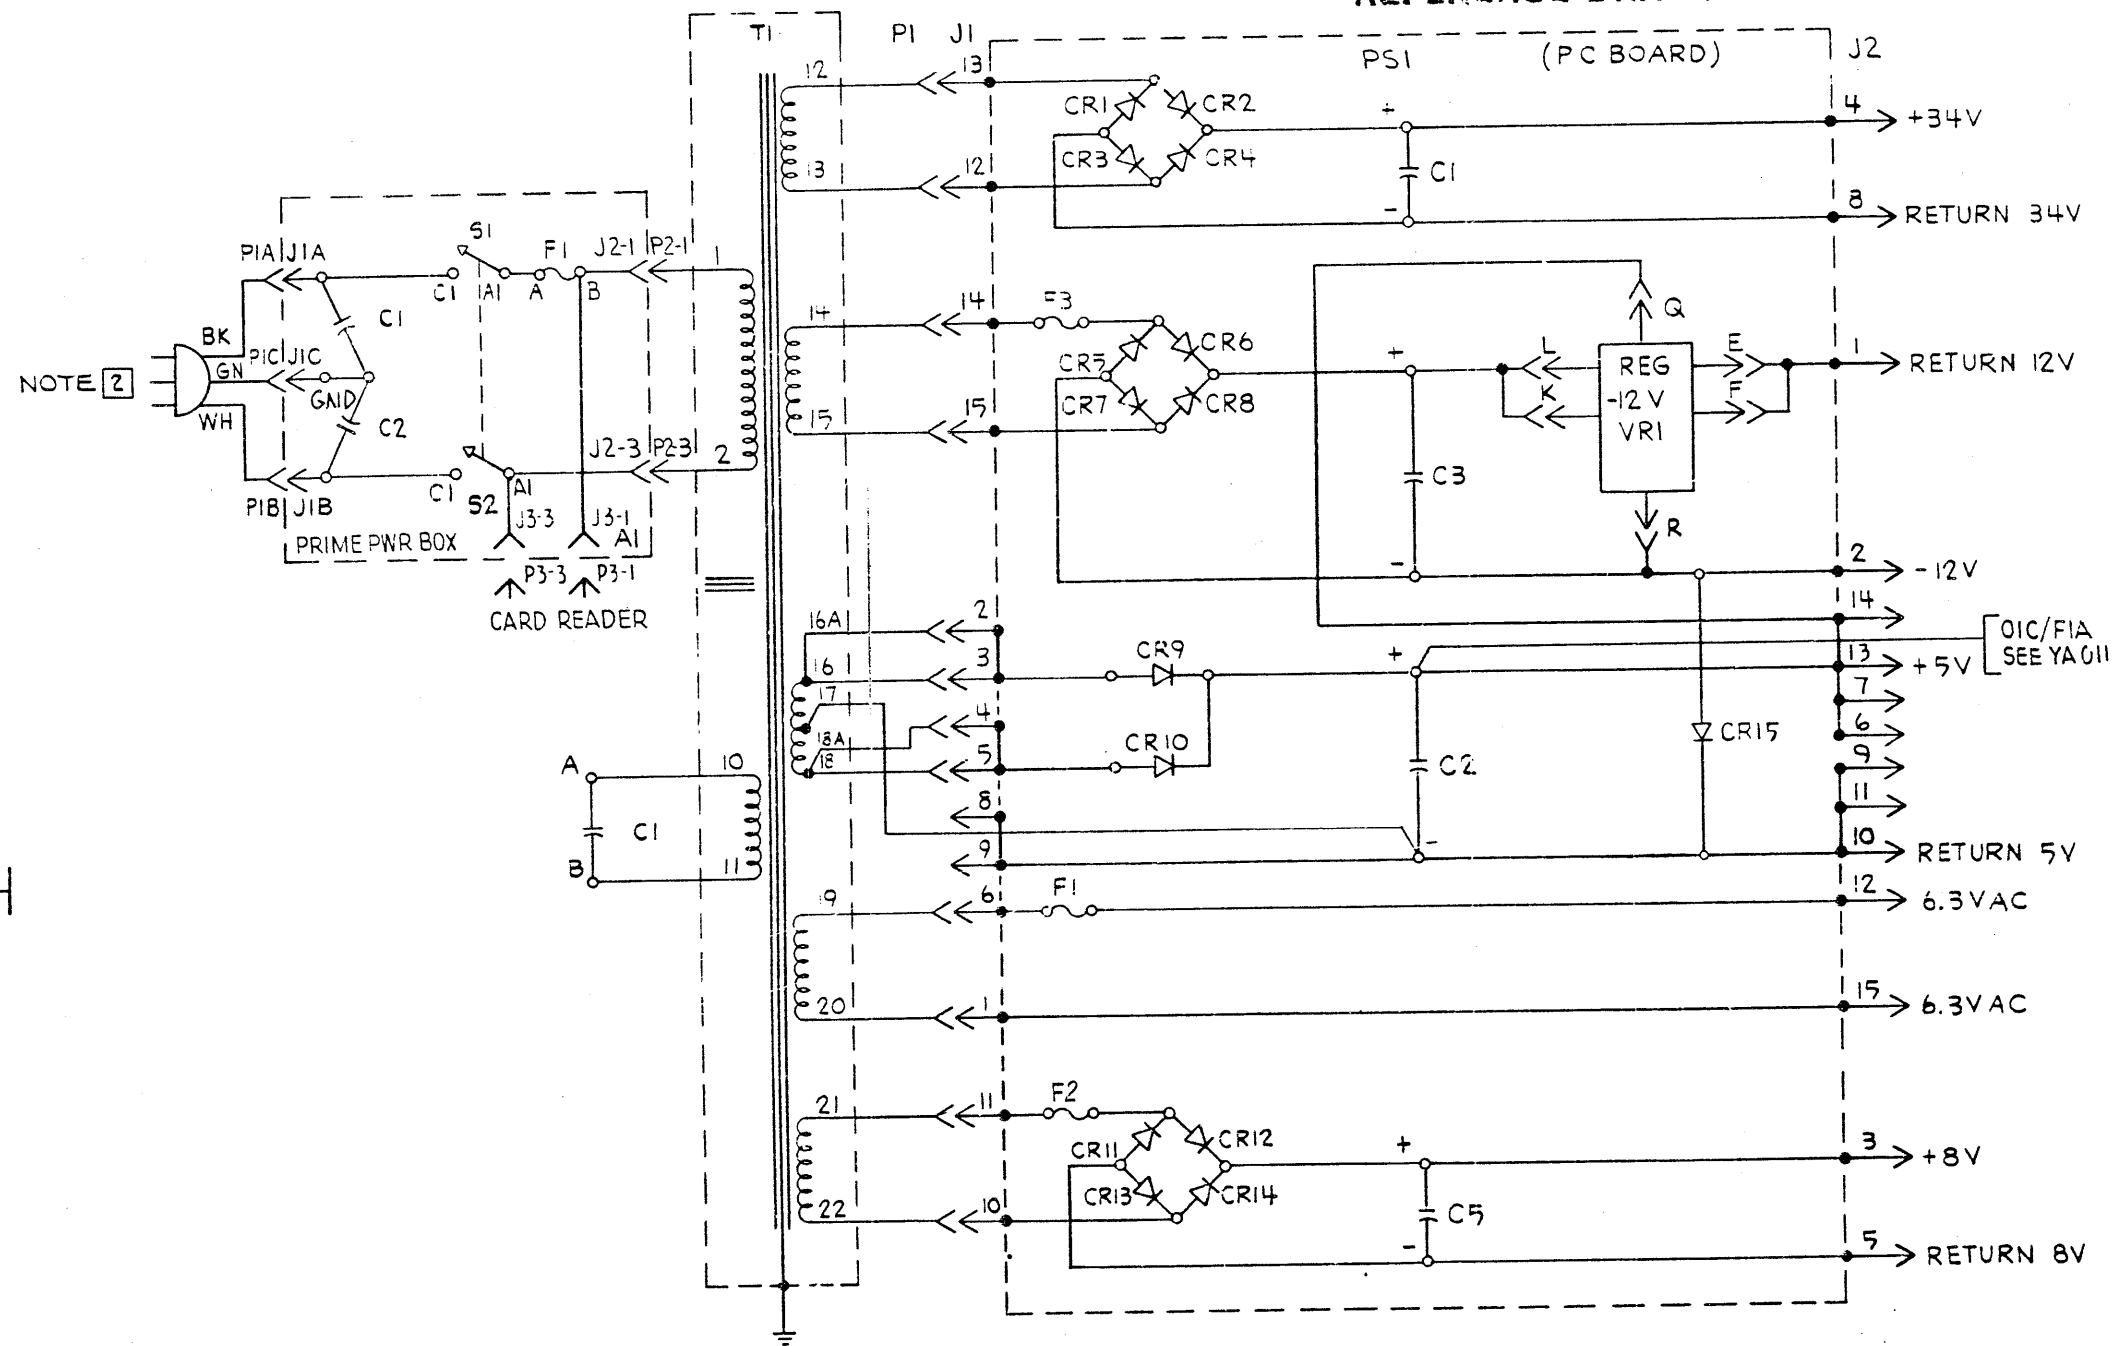 T1
P1 J1
PS1 (PC BOARD) J2
12 13
CR1 CR2
+
4 +34V
CR3 CR4
C1
13 12
-
8 RETURN 34V
S1
F1 J2-1 P2-1 1
P1A J1A
C1 A1 A B
C1
BK
P1C J1C
NOTE 2
GN
GND
WH
C2
J2-3 P2-3 2
C1 A1
P1B J1B
S2
J3-3 J3-1
A1
PRIME PWR BOX
P3-3 P3-1
CARD READER
14 14 F3
CR5 CR6
+
L
K
Q
REG
-12 V
VR1
E
F
1 RETURN 12V
CR7 CR8
15 15
C3
R
-
2 -12V
14
16A 2
01C/F1A
SEE YA011
16 3
CR9
+
13 +5V
17
7
4
6
18A
CR15
18 5
CR10
9
C2
A 10
11
8
C1
-
10 RETURN 5V
B 11
9
19 6 F1
12 6.3VAC
20 1
15 6.3VAC
21 11 F2
CR11 CR12
+
3 +8V
CR13 CR14
C5
22 10
-
5 RETURN 8V